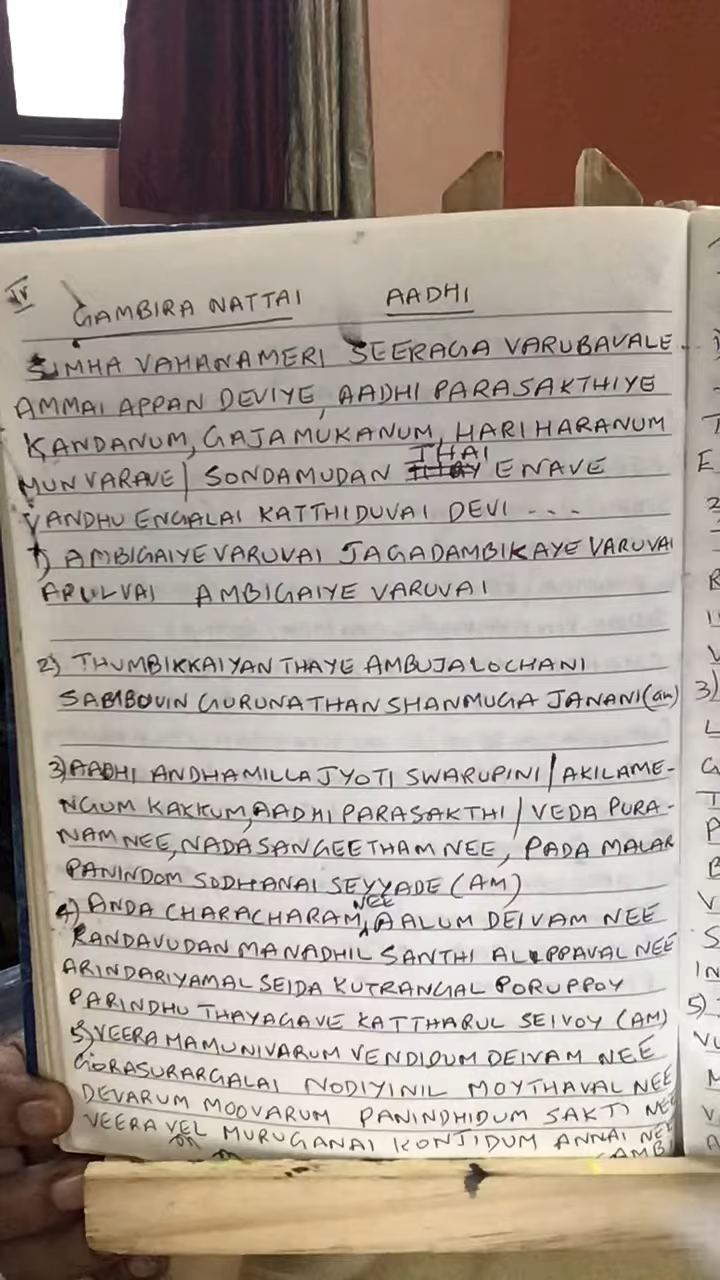 IV
GAMBIRA NATTAI AADHI
SIMHA VAHANAMERI SEERAGA VARUBAVALE..
AMMAI APPAN DEVIYE, AADHI PARASAKTHIYE
KANDANUM, GAJAMUKANUM, HARIHARANUM
MUN VARAVE/ SONDAMUDAN THAI ENAVE
VANDHU ENGALAI KATTHIDUVAI DEVI ...
1) AMBIGAIYE VARUVAI JAGADAMBIKAYE VARUVAI
ARULVAI AMBIGAIYE VARUVAI
2) THUMBIKKAIYAN THAYE AMBUJALOCHANI
SAMBOUIN GURUNATHAN SHANMUGA JANANI (am)
3) AADHI ANDHAMILLA JYOTI SWARUPINI / AKILAME-
NGUM KAKKUM, AADHI PARASAKTHI / VEDA PURA-
NAM NEE, NADA SANGEETHAM NEE, PADA MALAR
PANINDOM SODHANAI SEYYADE (AM)
4) ANDA CHARACHARAM NEE, AALUM DEIVAM NEE
KANDAVUDAN MANADHIL SANTHI ALIPPAVAL NEE
ARINDARIYAMAL SEIDA KUTRANGAL PORUPPOY
PARINDHU THAYAGAVE KATTHARUL SEIVOY (AM)
5) VEERAMAMUNIVARUM VENDIDUM DEIVAM NEE
GORASURARGALAI NODIYINIL MOYTHAVAL NEE
DEVARUM MOOVARUM PANINDHIDUM SAKTI NEE
VEERA VEL MURUGANAI KONJIDUM ANNAI NEE
(AMBI